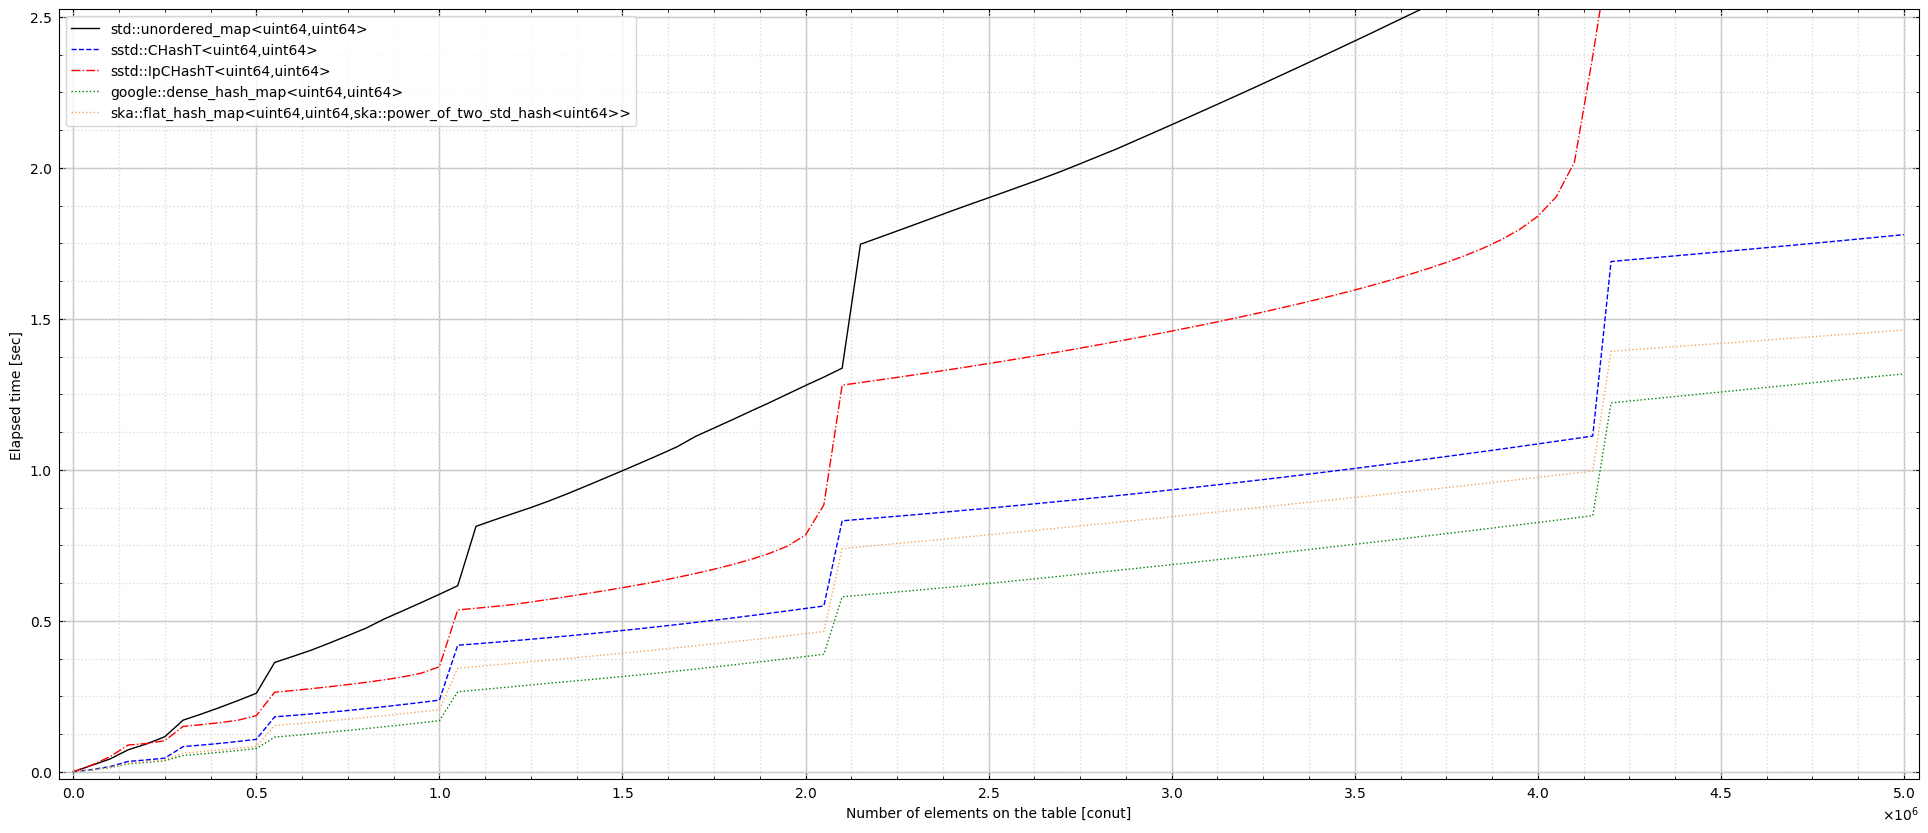 std::unordered_map<uint64,uint64>
sstd::CHashT<uint64,uint64>
sstd::IpCHashT<uint64,uint64>
google::dense_hash_map<uint64,uint64>
ska::flat_hash_map<uint64,uint64,ska::power_of_two_std_hash<uint64>>
2.5
2.0
1.5
1.0
0.5
0.0
Elapsed time [sec]
0.0 0.5 1.0 1.5 2.0 2.5 3.0 3.5 4.0 4.5 5.0
Number of elements on the table [conut]
×10⁶